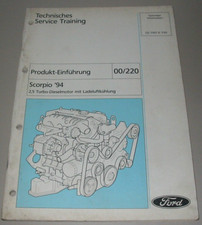 Technisches
Service Training
Produkt-Einführung
00/220
Scorpio '94
2,5 Turbo-Dieselmotor mit Ladeluftkühlung
Ford